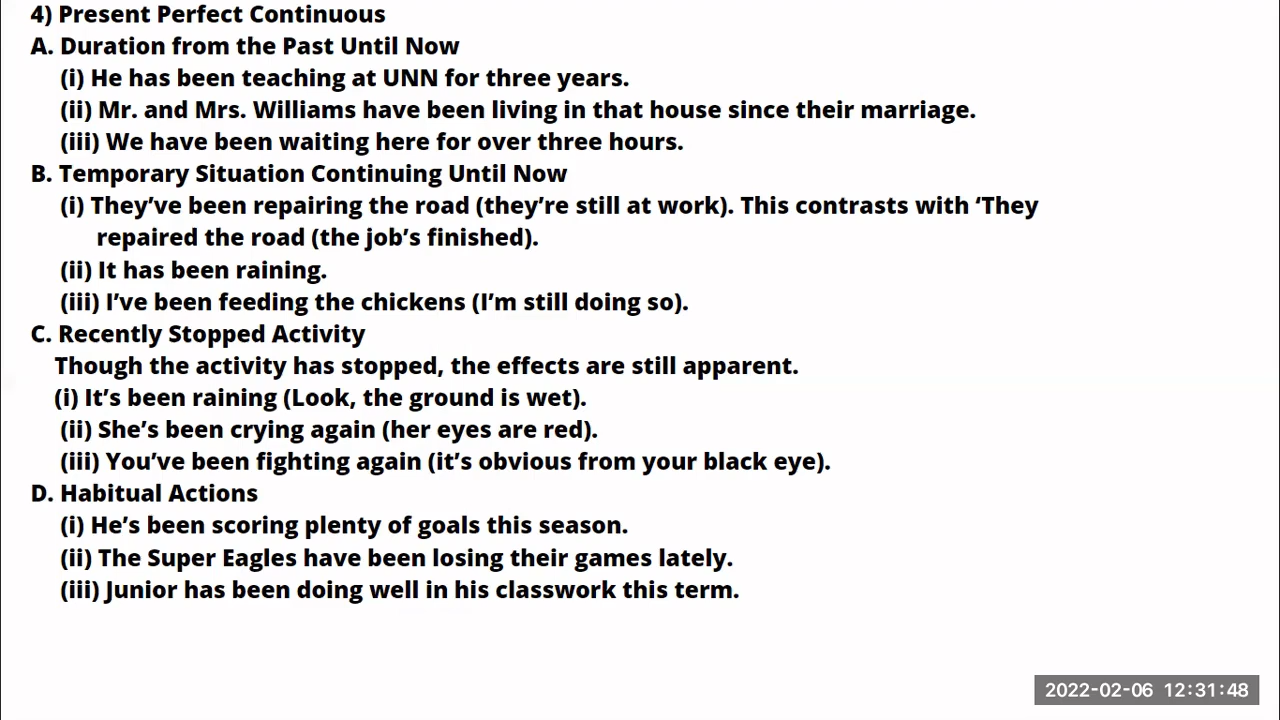 4) Present Perfect Continuous
A. Duration from the Past Until Now
(i) He has been teaching at UNN for three years.
(ii) Mr. and Mrs. Williams have been living in that house since their marriage.
(iii) We have been waiting here for over three hours.
B. Temporary Situation Continuing Until Now
(i) They’ve been repairing the road (they’re still at work). This contrasts with ‘They
repaired the road (the job’s finished).
(ii) It has been raining.
(iii) I’ve been feeding the chickens (I’m still doing so).
C. Recently Stopped Activity
Though the activity has stopped, the effects are still apparent.
(i) It’s been raining (Look, the ground is wet).
(ii) She’s been crying again (her eyes are red).
(iii) You’ve been fighting again (it’s obvious from your black eye).
D. Habitual Actions
(i) He’s been scoring plenty of goals this season.
(ii) The Super Eagles have been losing their games lately.
(iii) Junior has been doing well in his classwork this term.
2022-02-06 12:31:48